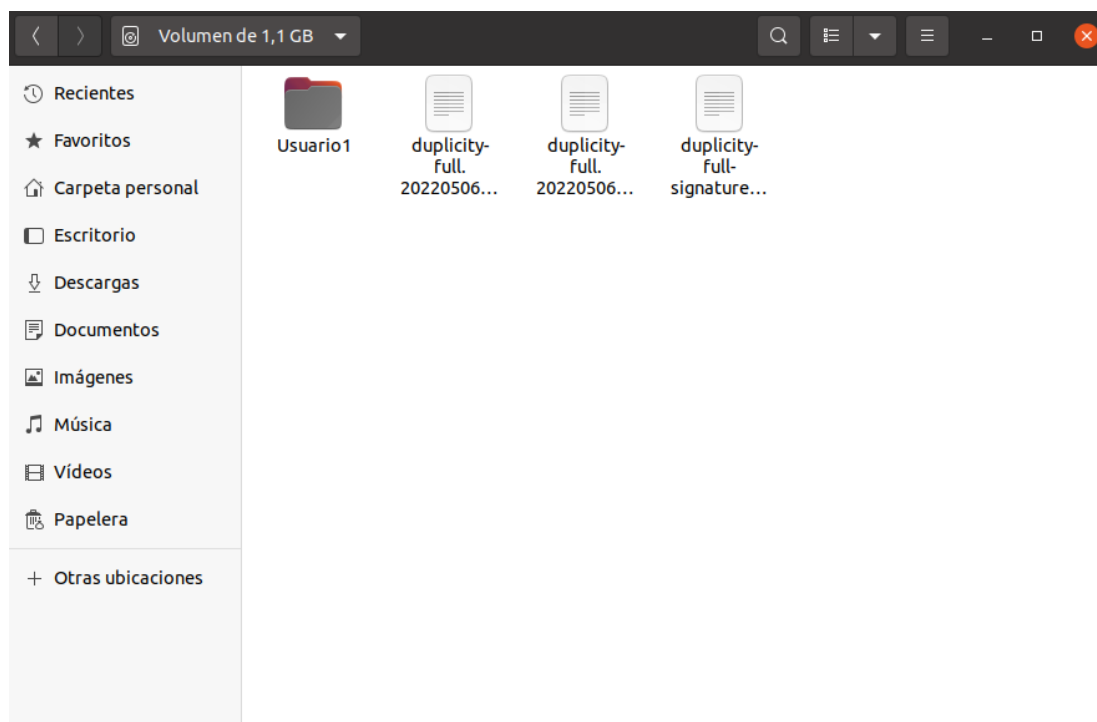 Volumen de 1,1 GB
Recientes
Favoritos
Carpeta personal
Escritorio
Descargas
Documentos
Imágenes
Música
Vídeos
Papelera
Otras ubicaciones
Usuario1
duplicity-
full.
20220506...
duplicity-
full.
20220506...
duplicity-
full-
signature...